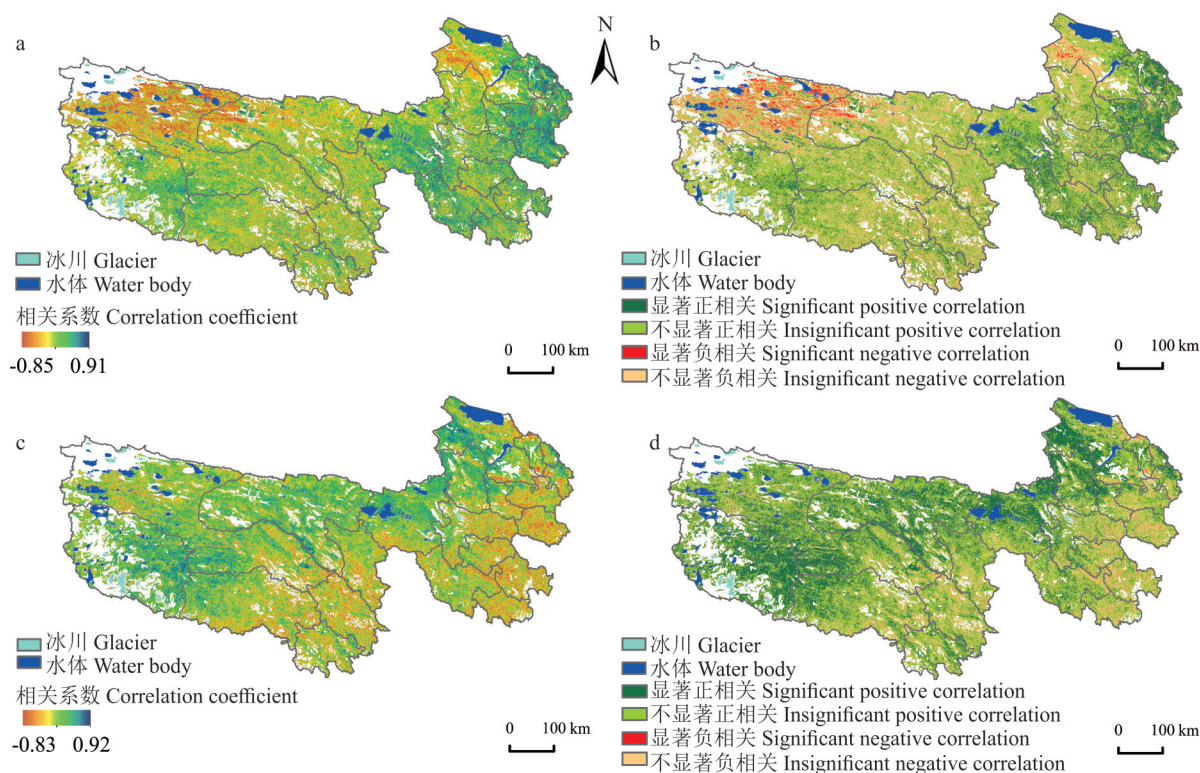 a
N
b
冰川 Glacier
水体 Water body
相关系数 Correlation coefficient
-0.85 0.91
0 100 km
冰川 Glacier
水体 Water body
显著正相关 Significant positive correlation
不显著正相关 Insignificant positive correlation
显著负相关 Significant negative correlation
不显著负相关 Insignificant negative correlation
0 100 km
c
d
冰川 Glacier
水体 Water body
相关系数 Correlation coefficient
-0.83 0.92
0 100 km
冰川 Glacier
水体 Water body
显著正相关 Significant positive correlation
不显著正相关 Insignificant positive correlation
显著负相关 Significant negative correlation
不显著负相关 Insignificant negative correlation
0 100 km